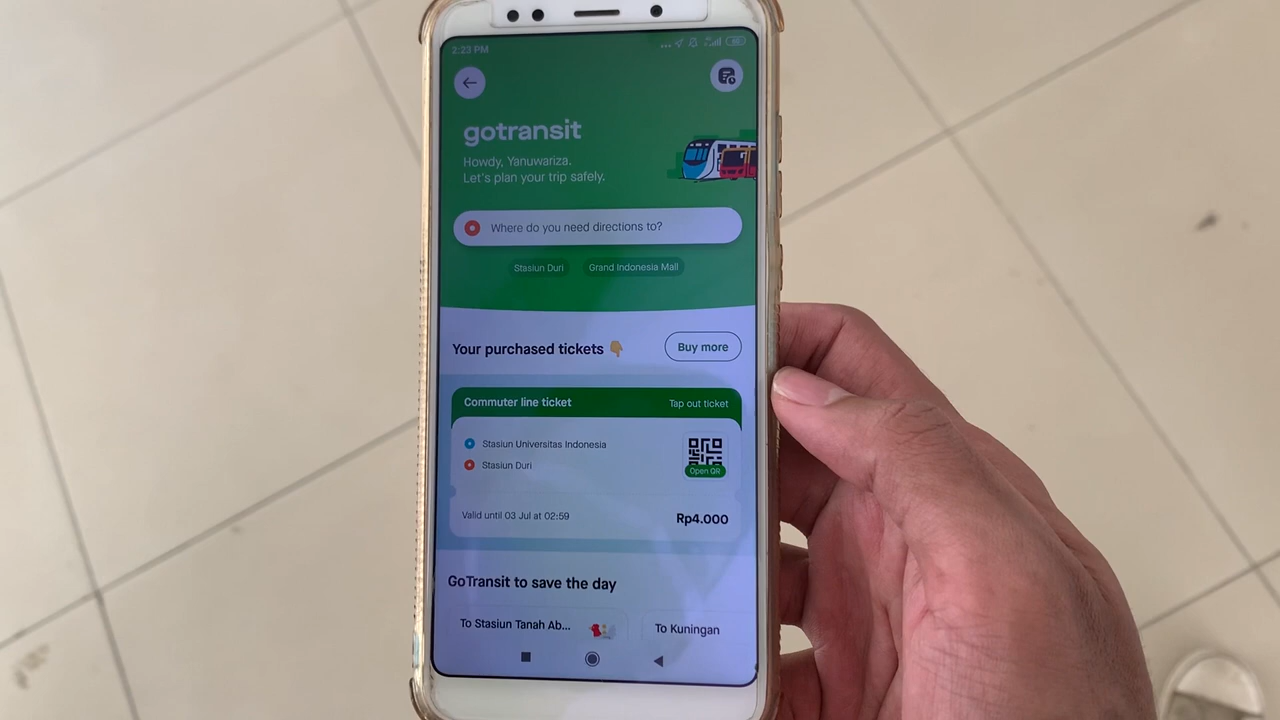 2:23 PM
gotransit
Howdy, Yanuwariza.
Let's plan your trip safely.
Where do you need directions to?
Stasiun Duri
Grand Indonesia Mall
Your purchased tickets 👇
Buy more
Commuter line ticket
Tap out ticket
Stasiun Universitas Indonesia
Stasiun Duri
Open QR
Valid until 03 Jul at 02:59
Rp4.000
GoTransit to save the day
To Stasiun Tanah Ab...
To Kuningan